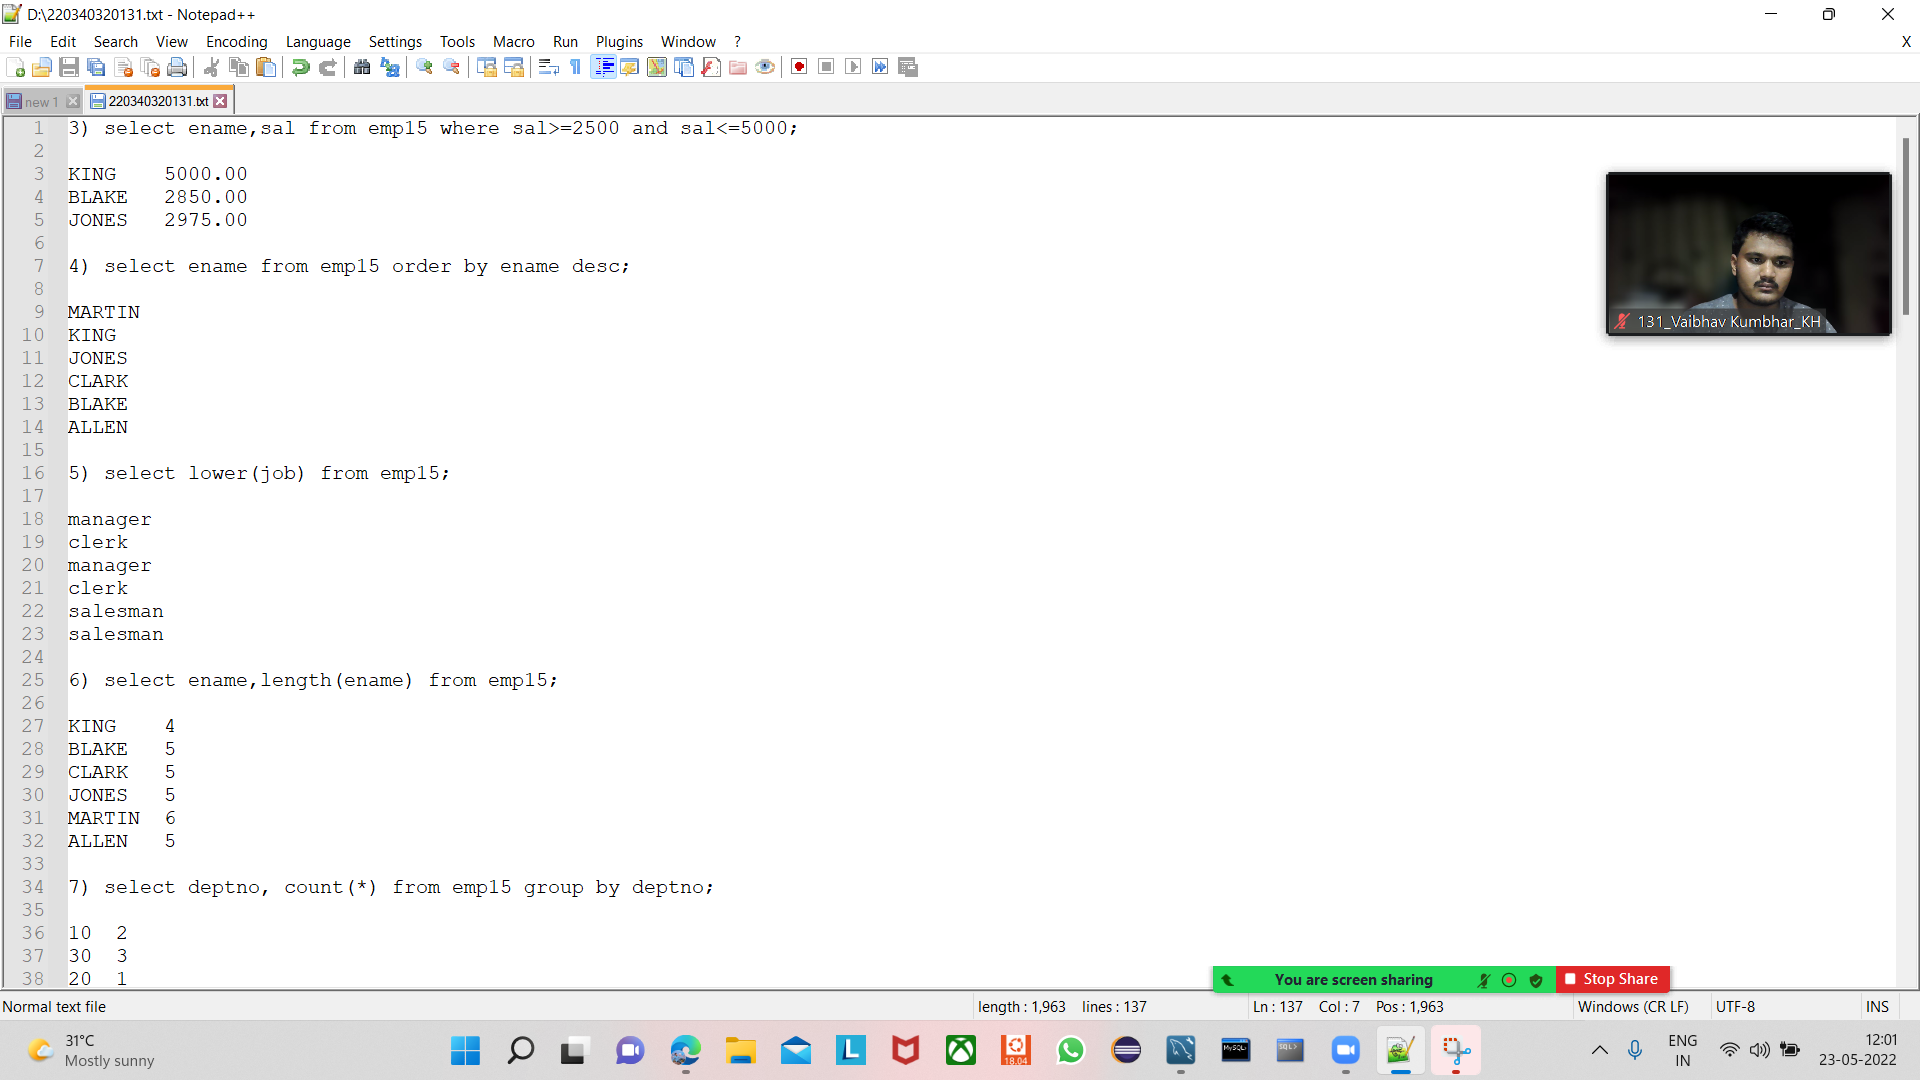 D:\220340320131.txt - Notepad++
File Edit Search View Encoding Language Settings Tools Macro Run Plugins Window ? X
new 1 220340320131.txt
1 3) select ename,sal from emp15 where sal>=2500 and sal<=5000;
2
3 KING 5000.00
4 BLAKE 2850.00
5 JONES 2975.00
6
7 4) select ename from emp15 order by ename desc;
8
9 MARTIN
10 KING
11 JONES
12 CLARK
13 BLAKE
14 ALLEN
15
16 5) select lower(job) from emp15;
17
18 manager
19 clerk
20 manager
21 clerk
22 salesman
23 salesman
24
25 6) select ename,length(ename) from emp15;
26
27 KING 4
28 BLAKE 5
29 CLARK 5
30 JONES 5
31 MARTIN 6
32 ALLEN 5
33
34 7) select deptno, count(*) from emp15 group by deptno;
35
36 10 2
37 30 3
38 20 1
131_Vaibhav Kumbhar_KH
You are screen sharing Stop Share
Normal text file length : 1,963 lines : 137 Ln : 137 Col : 7 Pos : 1,963 Windows (CR LF) UTF-8 INS
31°C
Mostly sunny
18.04
MySQL
SQL>
ENG
IN
12:01
23-05-2022